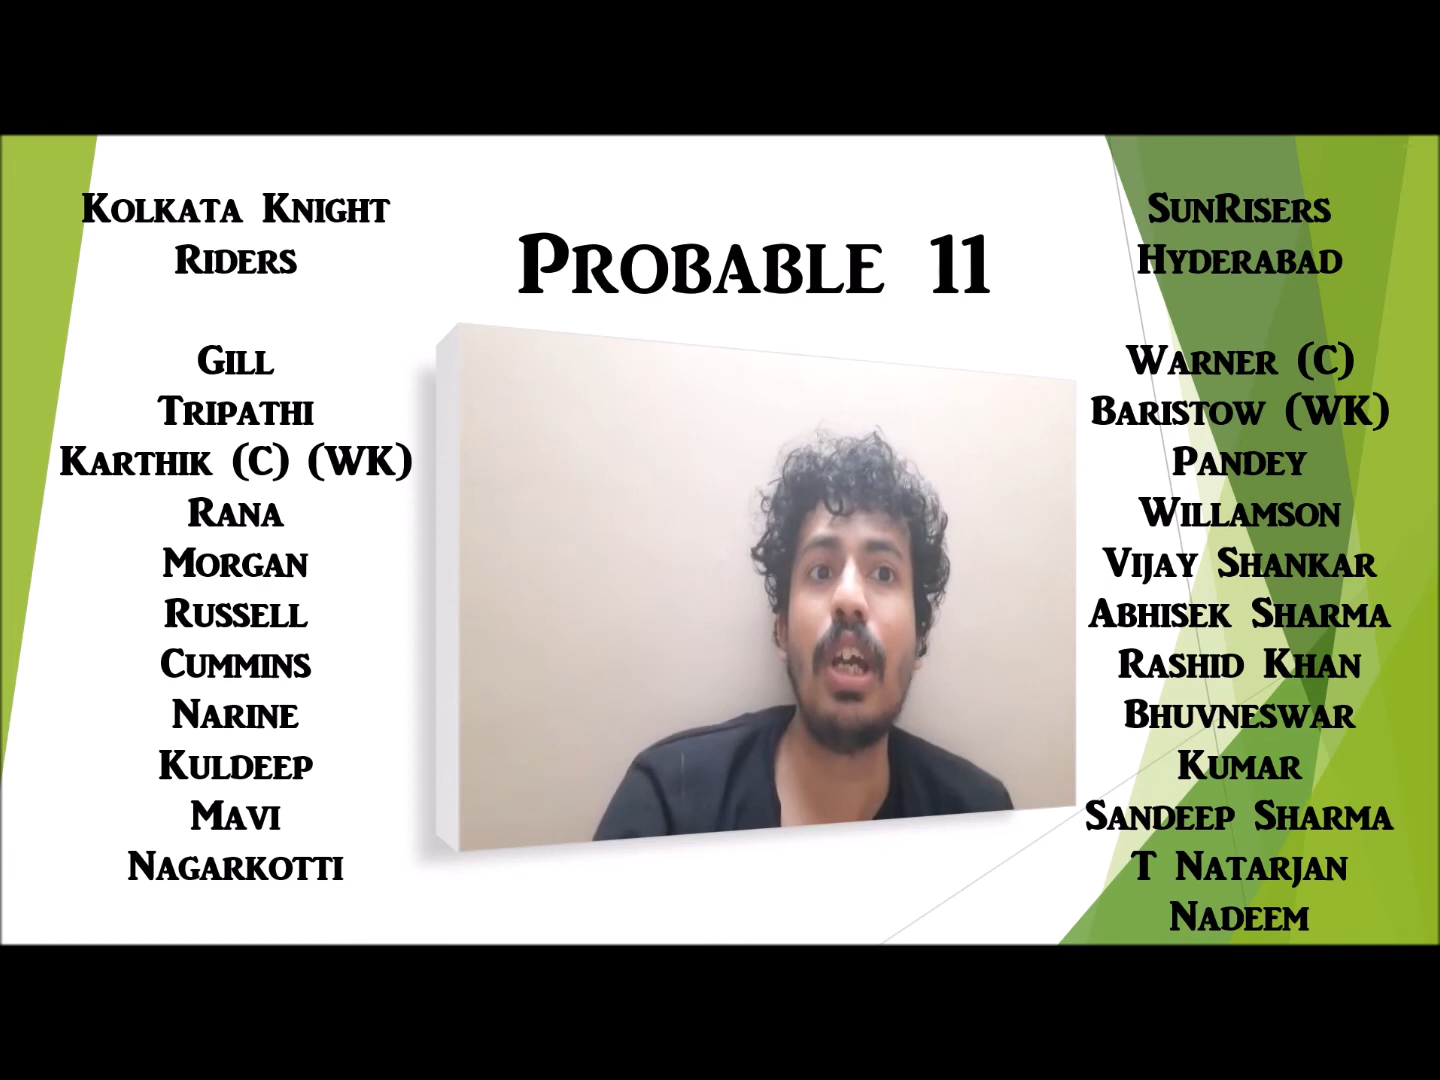 Kolkata Knight
Riders
Gill
Tripathi
Karthik (C) (WK)
Rana
Morgan
Russell
Cummins
Narine
Kuldeep
Mavi
Nagarkotti
Probable 11
SunRisers
Hyderabad
Warner (C)
Baristow (WK)
Pandey
Willamson
Vijay Shankar
Abhisek Sharma
Rashid Khan
Bhuvneswar
Kumar
Sandeep Sharma
T Natarjan
Nadeem